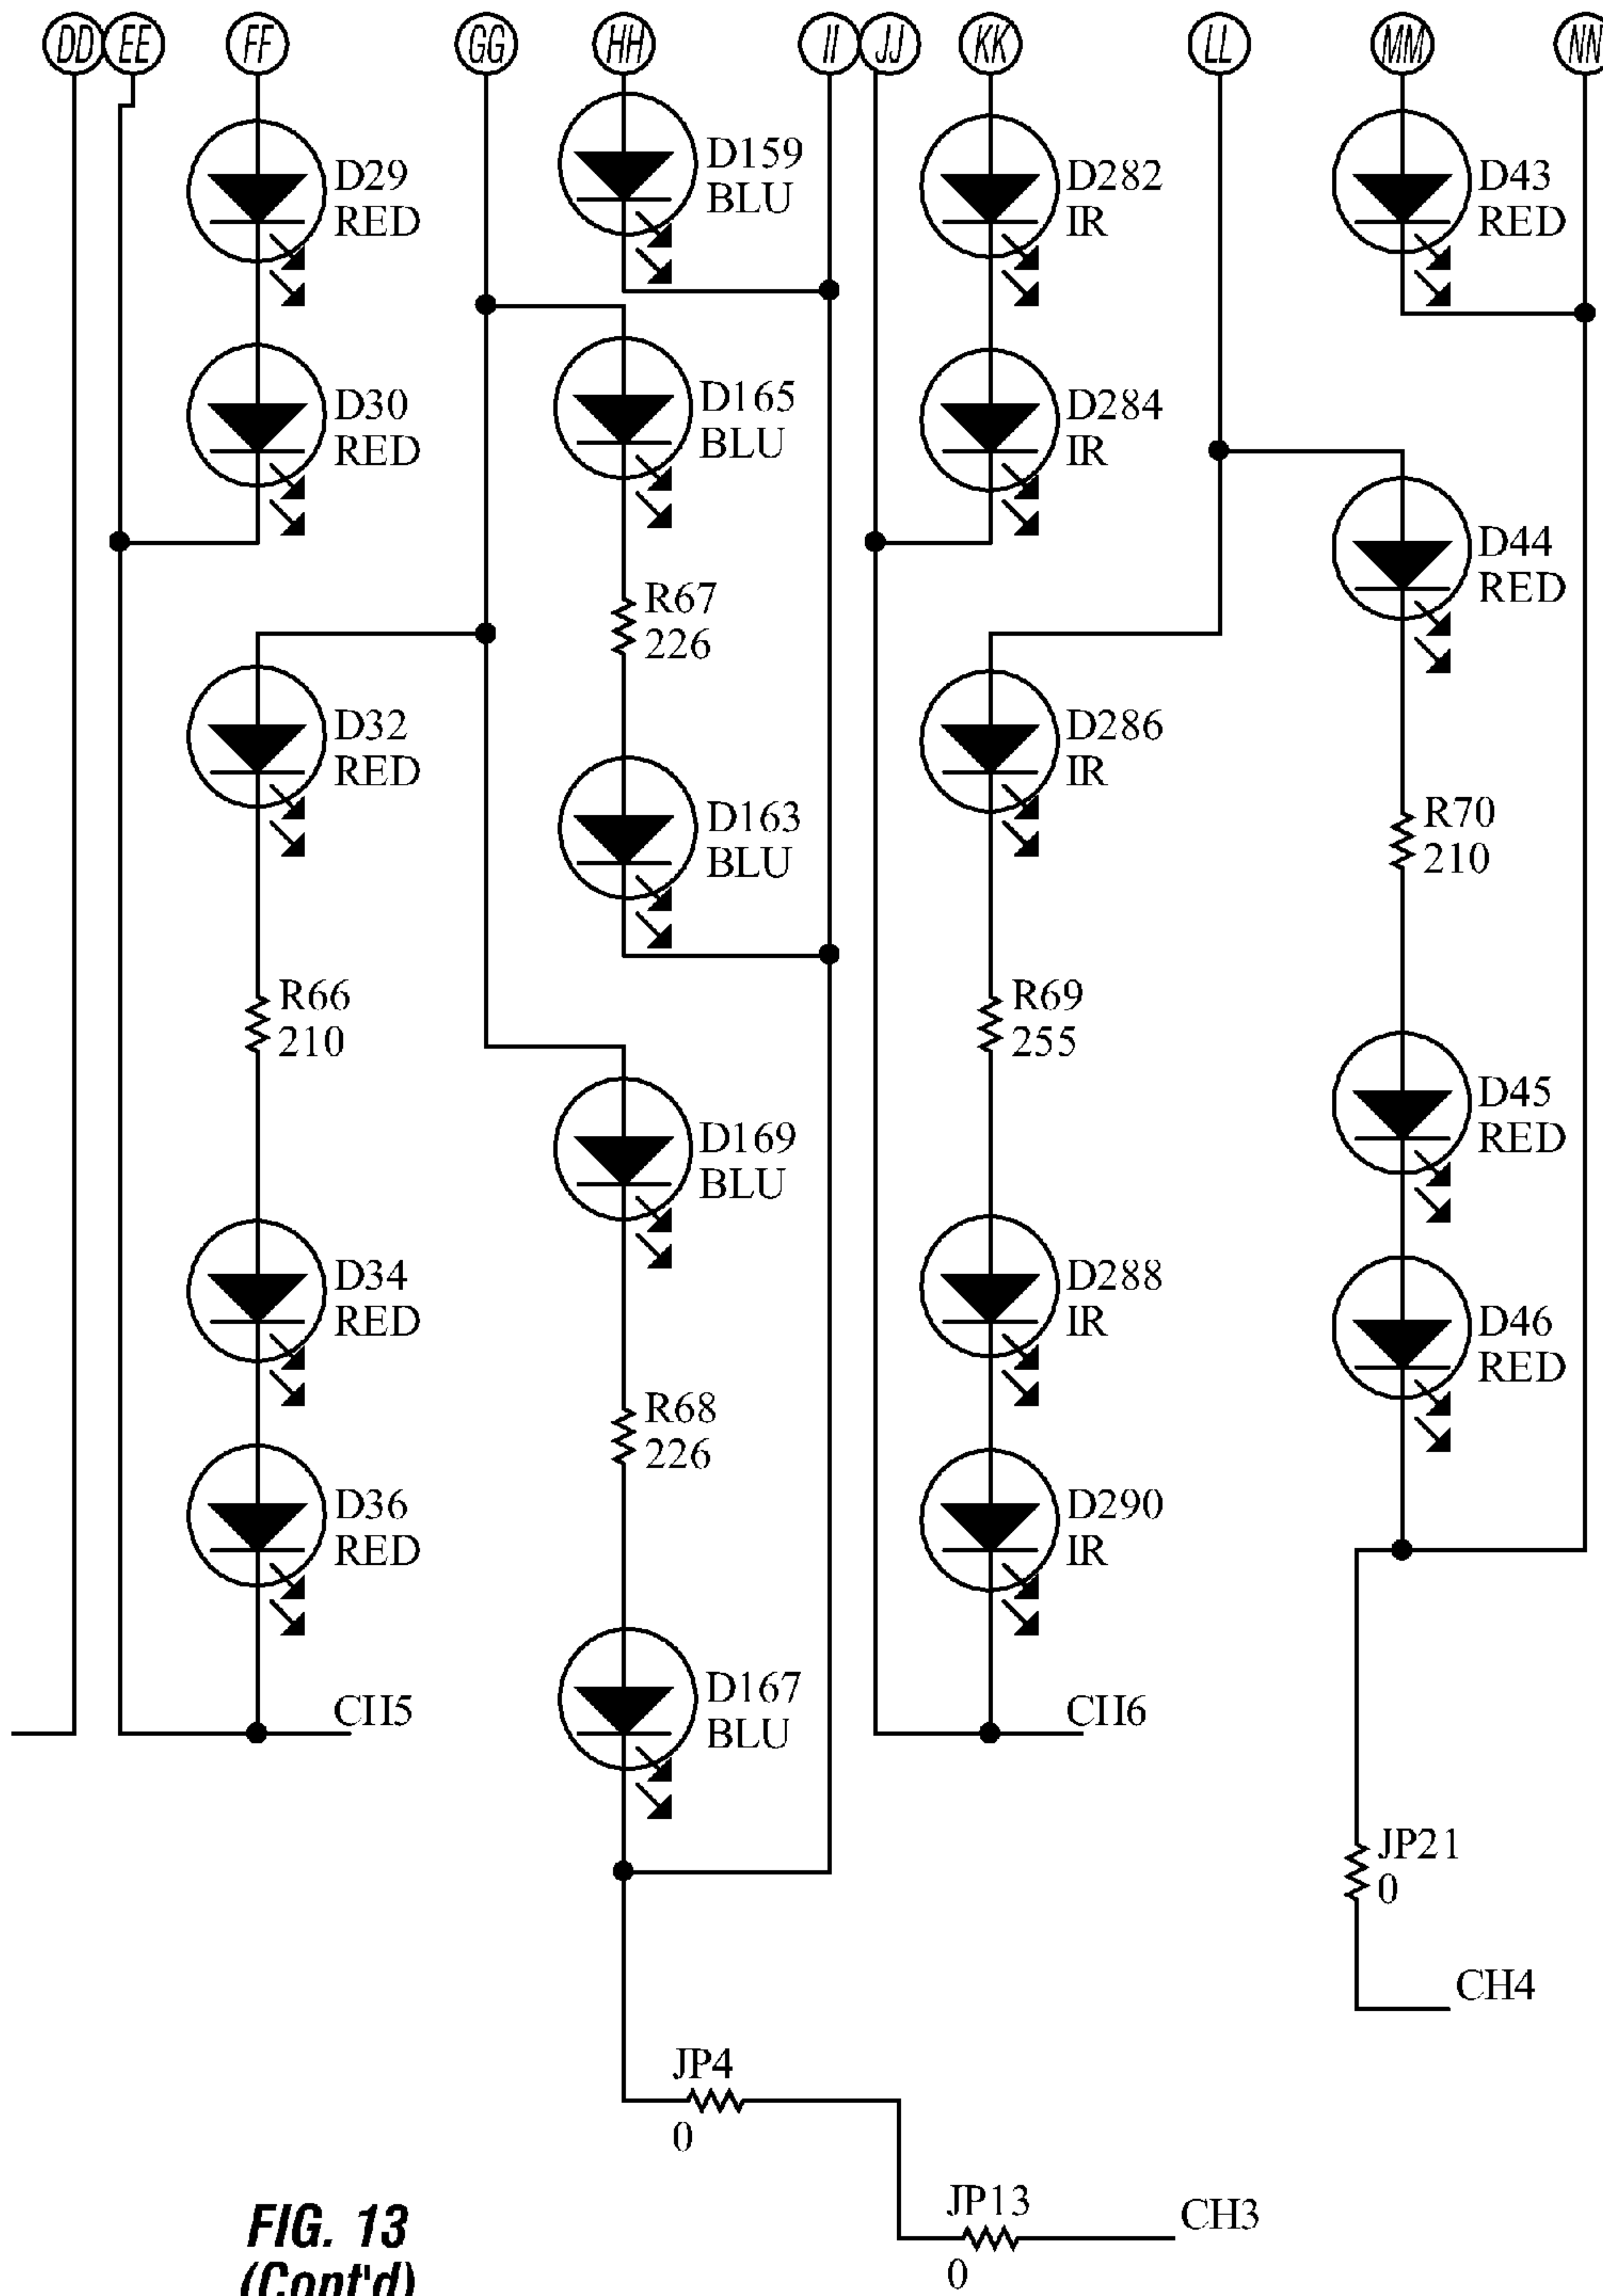 DD EE FF GG HH II JJ KK LL MM NN
D29
RED
D30
RED
D32
RED
R66
210
D34
RED
D36
RED
CH5
D159
BLU
D165
BLU
R67
226
D163
BLU
D169
BLU
R68
226
D167
BLU
JP4
0
JP13
0
CH3
D282
IR
D284
IR
D286
IR
R69
255
D288
IR
D290
IR
CH6
D43
RED
D44
RED
R70
210
D45
RED
D46
RED
JP21
0
CH4
FIG. 13
(Cont'd)